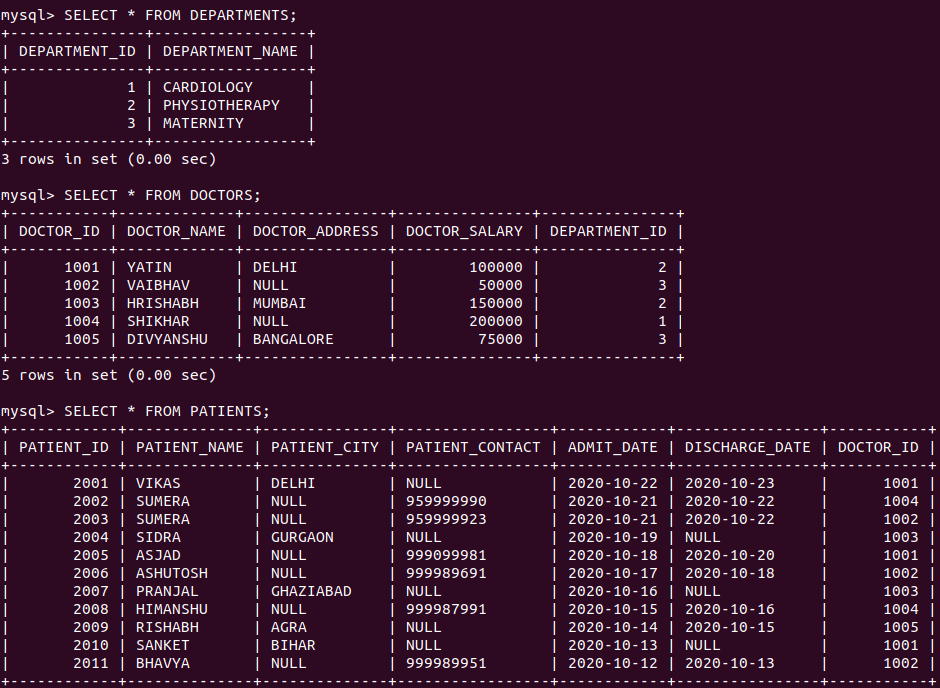 mysql> SELECT * FROM DEPARTMENTS;
+---------------+-----------------+
| DEPARTMENT_ID | DEPARTMENT_NAME |
+---------------+-----------------+
|             1 | CARDIOLOGY      |
|             2 | PHYSIOTHERAPY   |
|             3 | MATERNITY       |
+---------------+-----------------+
3 rows in set (0.00 sec)

mysql> SELECT * FROM DOCTORS;
+-----------+-------------+----------------+---------------+---------------+
| DOCTOR_ID | DOCTOR_NAME | DOCTOR_ADDRESS | DOCTOR_SALARY | DEPARTMENT_ID |
+-----------+-------------+----------------+---------------+---------------+
|      1001 | YATIN       | DELHI          |        100000 |             2 |
|      1002 | VAIBHAV     | NULL           |         50000 |             3 |
|      1003 | HRISHABH    | MUMBAI         |        150000 |             2 |
|      1004 | SHIKHAR     | NULL           |        200000 |             1 |
|      1005 | DIVYANSHU   | BANGALORE      |         75000 |             3 |
+-----------+-------------+----------------+---------------+---------------+
5 rows in set (0.00 sec)

mysql> SELECT * FROM PATIENTS;
+------------+--------------+--------------+-----------------+------------+----------------+-----------+
| PATIENT_ID | PATIENT_NAME | PATIENT_CITY | PATIENT_CONTACT | ADMIT_DATE | DISCHARGE_DATE | DOCTOR_ID |
+------------+--------------+--------------+-----------------+------------+----------------+-----------+
|       2001 | VIKAS        | DELHI        | NULL            | 2020-10-22 | 2020-10-23     |      1001 |
|       2002 | SUMERA       | NULL         | 959999990       | 2020-10-21 | 2020-10-22     |      1004 |
|       2003 | SUMERA       | NULL         | 959999923       | 2020-10-21 | 2020-10-22     |      1002 |
|       2004 | SIDRA        | GURGAON      | NULL            | 2020-10-19 | NULL           |      1003 |
|       2005 | ASJAD        | NULL         | 999099981       | 2020-10-18 | 2020-10-20     |      1001 |
|       2006 | ASHUTOSH     | NULL         | 999989691       | 2020-10-17 | 2020-10-18     |      1002 |
|       2007 | PRANJAL      | GHAZIABAD    | NULL            | 2020-10-16 | NULL           |      1003 |
|       2008 | HIMANSHU     | NULL         | 999987991       | 2020-10-15 | 2020-10-16     |      1004 |
|       2009 | RISHABH      | AGRA         | NULL            | 2020-10-14 | 2020-10-15     |      1005 |
|       2010 | SANKET       | BIHAR        | NULL            | 2020-10-13 | NULL           |      1001 |
|       2011 | BHAVYA       | NULL         | 999989951       | 2020-10-12 | 2020-10-13     |      1002 |
+------------+--------------+--------------+-----------------+------------+----------------+-----------+